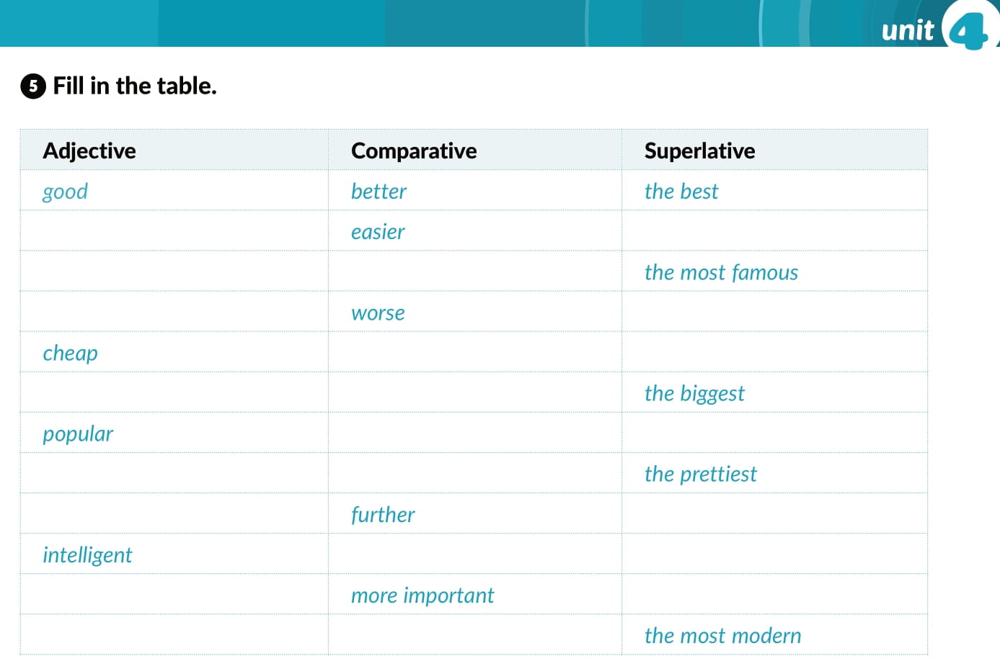 unit 4
5 Fill in the table.
Adjective Comparative Superlative
good better the best
easier
the most famous
worse
cheap
the biggest
popular
the prettiest
further
intelligent
more important
the most modern